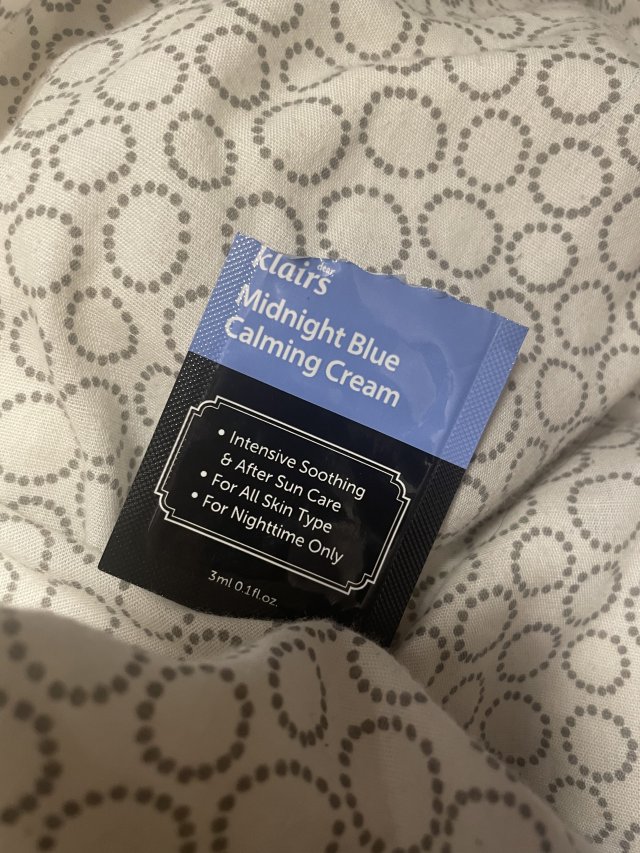 dear
klairs
Midnight Blue
Calming Cream
• Intensive Soothing
& After Sun Care
• For All Skin Type
• For Nighttime Only
3ml 0.1fl.oz.